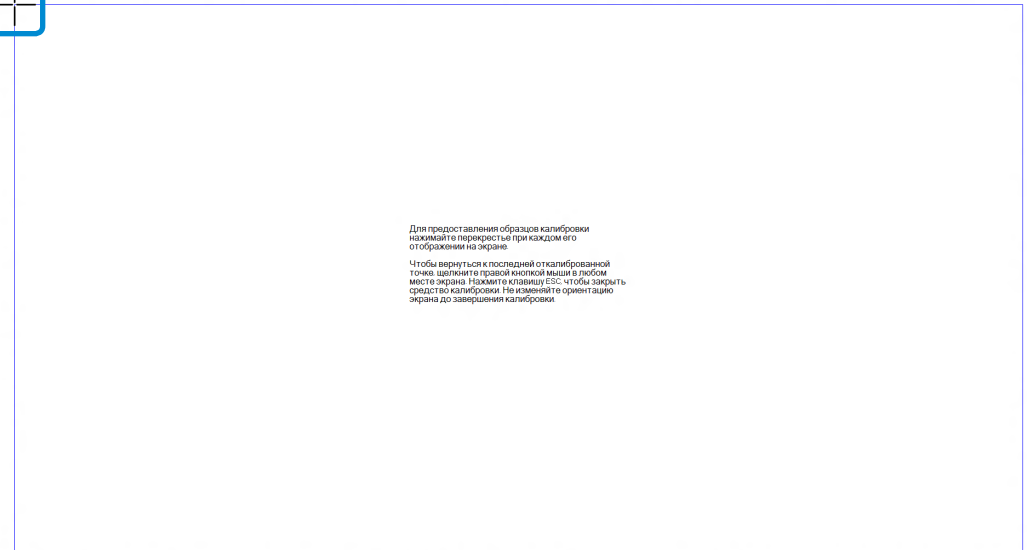 Для предоставления образцов калибровки
нажимайте перекрестье при каждом его
отображении на экране.
Чтобы вернуться к последней откалиброванной
точке, щелкните правой кнопкой мыши в любом
месте экрана. Нажмите клавишу ESC, чтобы закрыть
средство калибровки. Не изменяйте ориентацию
экрана до завершения калибровки.